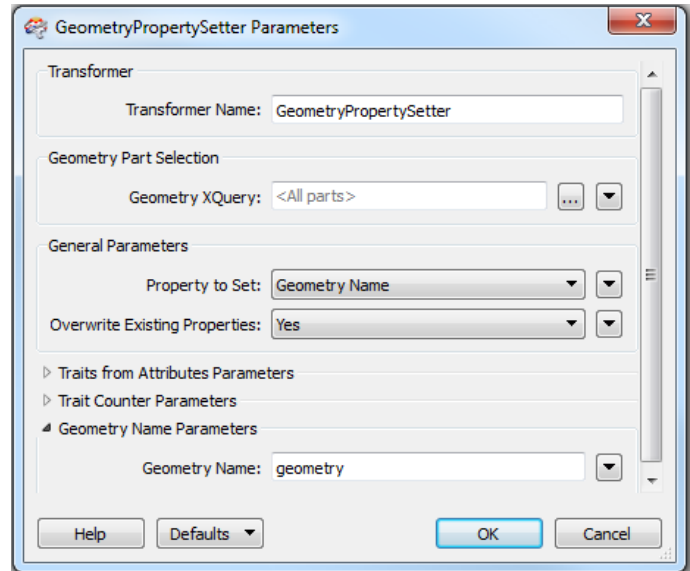 GeometryPropertySetter Parameters
Transformer
Transformer Name: GeometryPropertySetter
Geometry Part Selection
Geometry XQuery: <All parts> ...
General Parameters
Property to Set: Geometry Name
Overwrite Existing Properties: Yes
Traits from Attributes Parameters
Trait Counter Parameters
Geometry Name Parameters
Geometry Name: geometry
Help Defaults OK Cancel